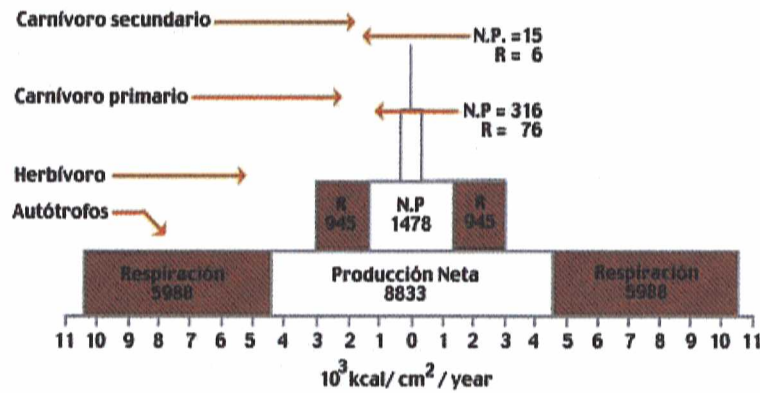 Carnívoro secundario
N.P. =15
R= 6
Carnívoro primario
N.P = 316
R= 76
Herbívoro
Autótrofos
R
945
N.P
1478
R
945
Respiración
5988
Producción Neta
8833
Respiración
5988
11 10 9 8 7 6 5 4 3 2 1 0 1 2 3 4 5 6 7 8 9 10 11
10³kcal/cm²/year